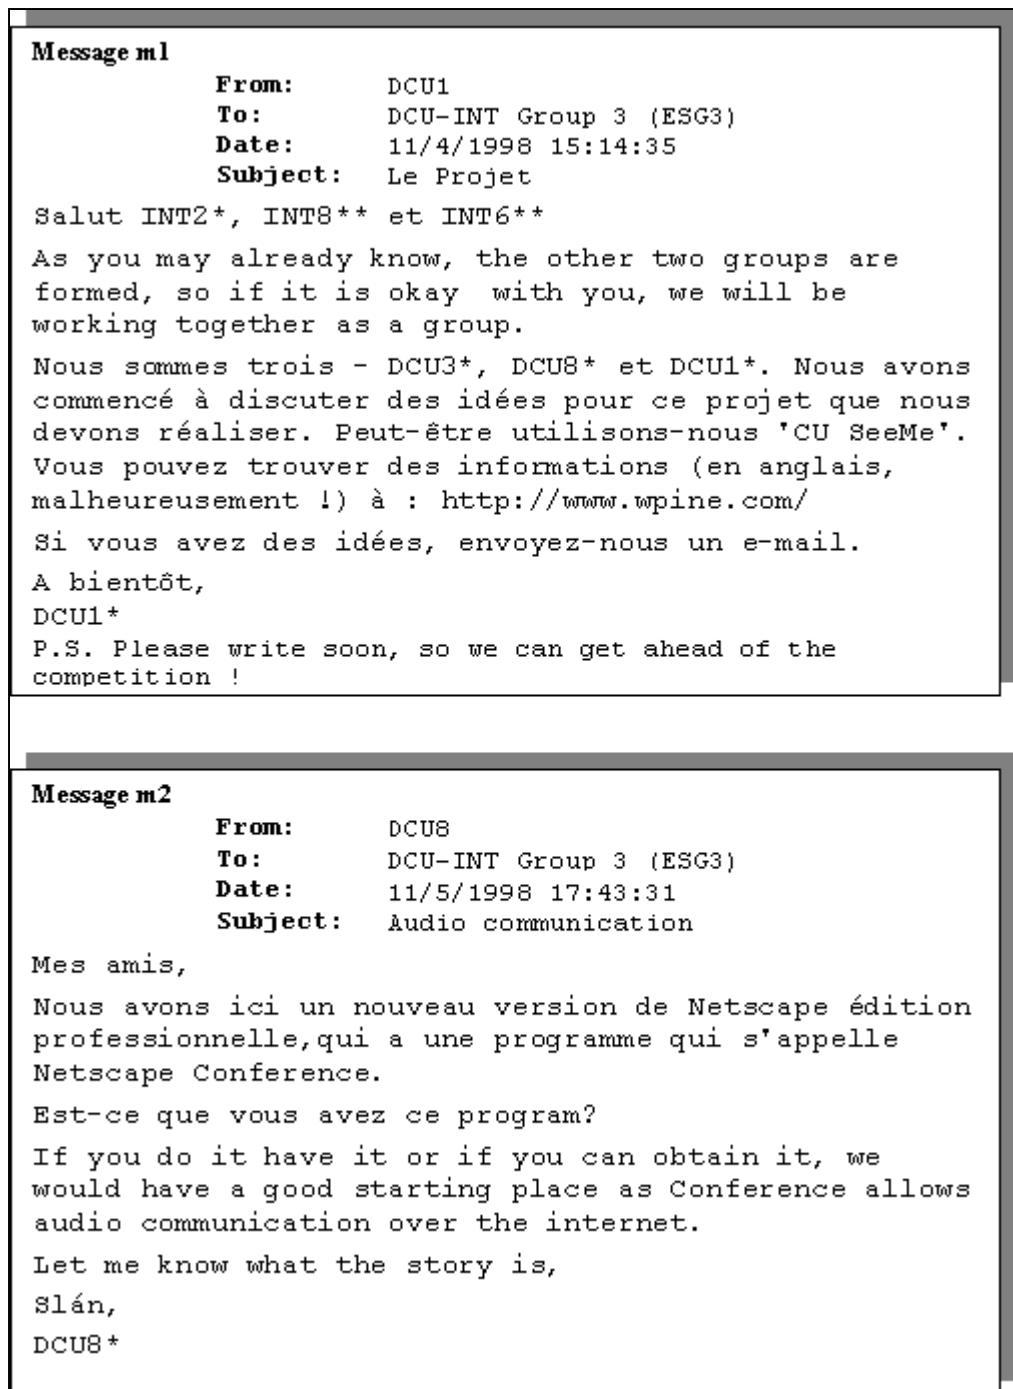 Message m1
From: DCU1
To: DCU-INT Group 3 (ESG3)
Date: 11/4/1998 15:14:35
Subject: Le Projet
Salut INT2*, INT8** et INT6**
As you may already know, the other two groups are
formed, so if it is okay with you, we will be
working together as a group.
Nous sommes trois - DCU3*, DCU8* et DCU1*. Nous avons
commencé à discuter des idées pour ce projet que nous
devons réaliser. Peut-être utilisons-nous 'CU SeeMe'.
Vous pouvez trouver des informations (en anglais,
malheureusement !) à : http://www.wpine.com/
Si vous avez des idées, envoyez-nous un e-mail.
A bientôt,
DCU1*
P.S. Please write soon, so we can get ahead of the
competition !
Message m2
From: DCU8
To: DCU-INT Group 3 (ESG3)
Date: 11/5/1998 17:43:31
Subject: Audio communication
Mes amis,
Nous avons ici un nouveau version de Netscape édition
professionnelle,qui a une programme qui s'appelle
Netscape Conference.
Est-ce que vous avez ce program?
If you do it have it or if you can obtain it, we
would have a good starting place as Conference allows
audio communication over the internet.
Let me know what the story is,
Slán,
DCU8*